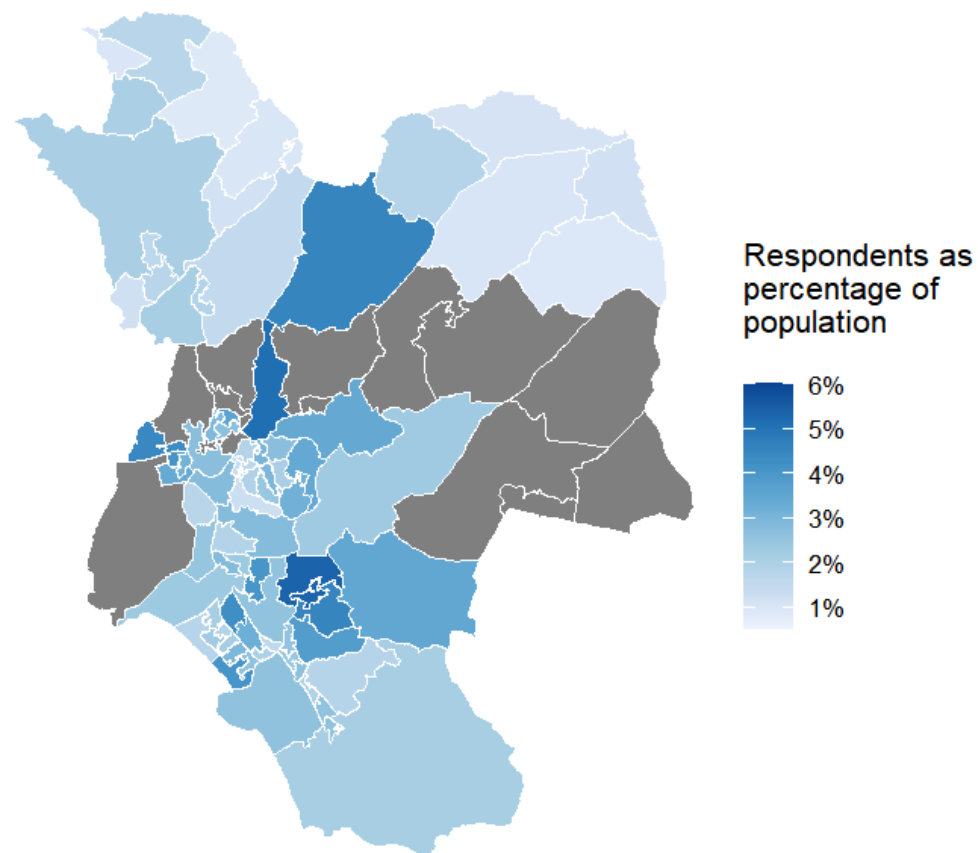 Respondents as
percentage of
population
6%
5%
4%
3%
2%
1%